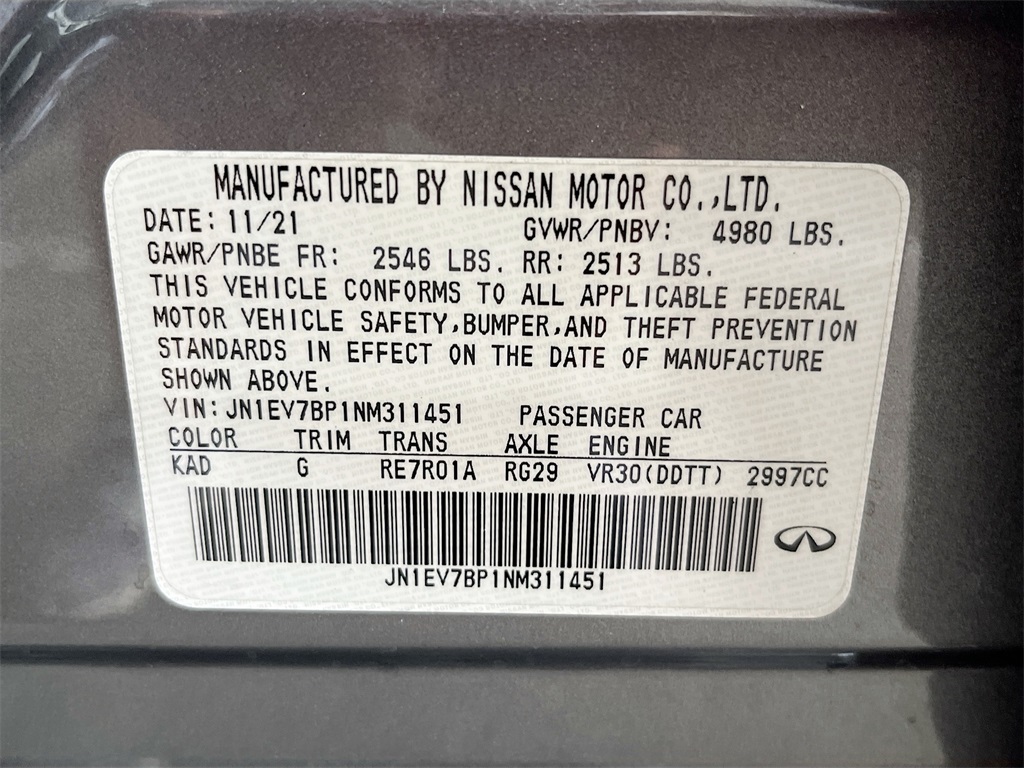 MANUFACTURED BY NISSAN MOTOR CO.,LTD.
DATE: 11/21 GVWR/PNBV: 4980 LBS.
GAWR/PNBE FR: 2546 LBS. RR: 2513 LBS.
THIS VEHICLE CONFORMS TO ALL APPLICABLE FEDERAL
MOTOR VEHICLE SAFETY,BUMPER,AND THEFT PREVENTION
STANDARDS IN EFFECT ON THE DATE OF MANUFACTURE
SHOWN ABOVE.
VIN:JN1EV7BP1NM311451 PASSENGER CAR
COLOR TRIM TRANS AXLE ENGINE
KAD G RE7R01A RG29 VR30(DDTT) 2997CC
JN1EV7BP1NM311451